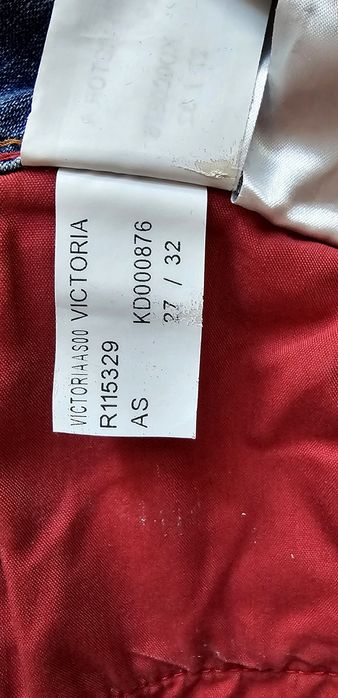 VICTORIAAS00 VICTORIA
R115329 KD000876
AS 27 / 32